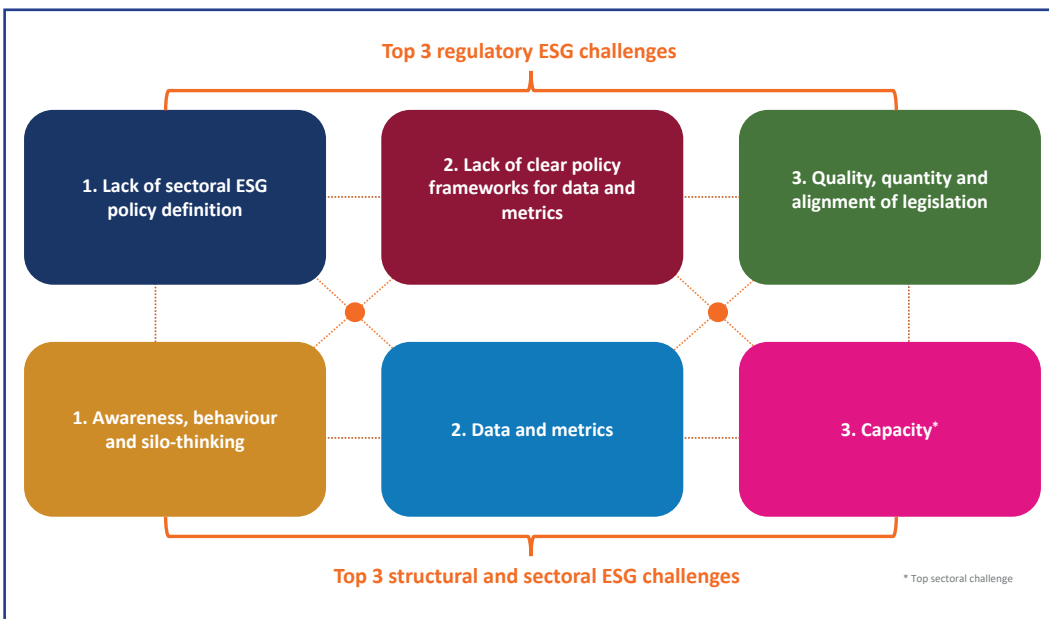 Top 3 regulatory ESG challenges
1. Lack of sectoral ESG
policy definition
2. Lack of clear policy
frameworks for data and
metrics
3. Quality, quantity and
alignment of legislation
1. Awareness, behaviour
and silo-thinking
2. Data and metrics
3. Capacity*
Top 3 structural and sectoral ESG challenges
* Top sectoral challenge